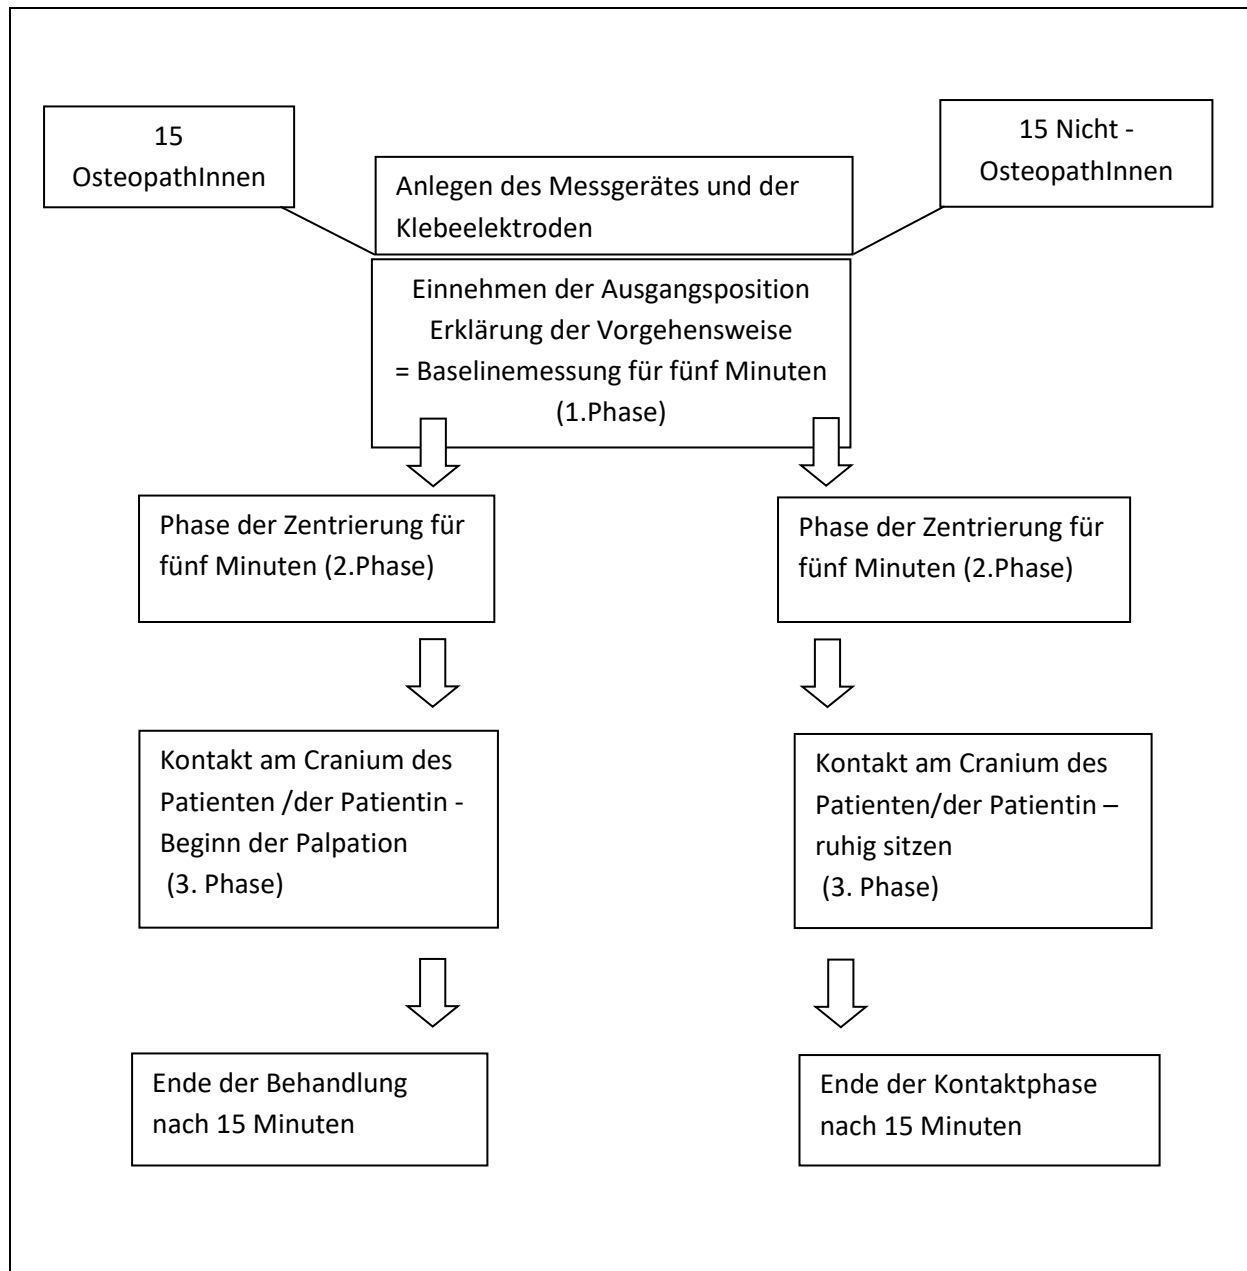 15
OsteopathInnen
15 Nicht -
OsteopathInnen
Anlegen des Messgerätes und der
Klebeelektroden
Einnehmen der Ausgangsposition
Erklärung der Vorgehensweise
= Baselinemessung für fünf Minuten
(1.Phase)
Phase der Zentrierung für
fünf Minuten (2.Phase)
Phase der Zentrierung für
fünf Minuten (2.Phase)
Kontakt am Cranium des
Patienten /der Patientin -
Beginn der Palpation
(3. Phase)
Kontakt am Cranium des
Patienten/der Patientin –
ruhig sitzen
(3. Phase)
Ende der Behandlung
nach 15 Minuten
Ende der Kontaktphase
nach 15 Minuten